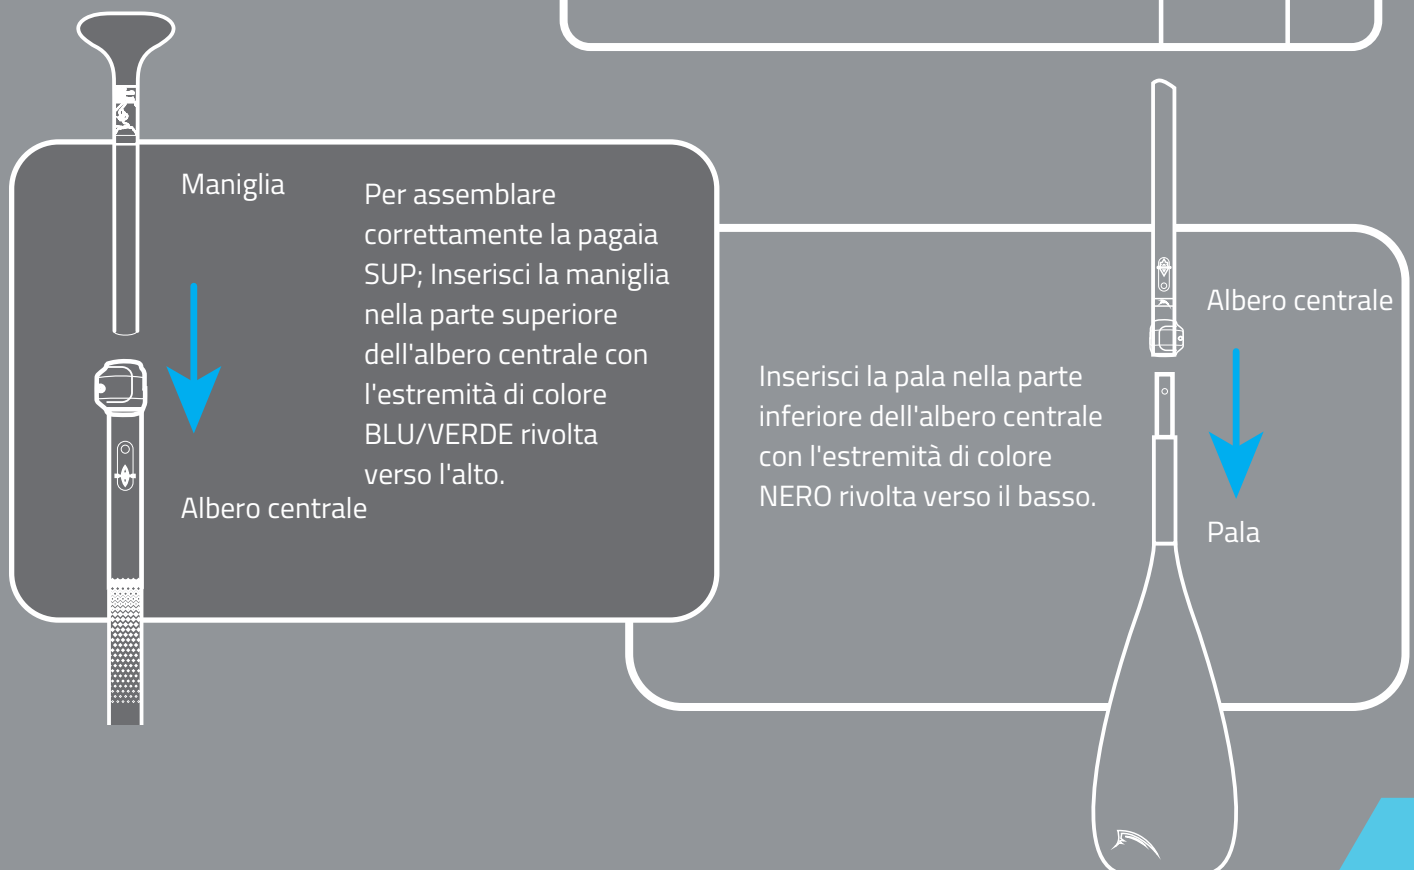 Maniglia
Per assemblare
correttamente la pagaia
SUP; Inserisci la maniglia
nella parte superiore
dell'albero centrale con
l'estremità di colore
BLU/VERDE rivolta
verso l'alto.
Albero centrale
Albero centrale
Inserisci la pala nella parte
inferiore dell'albero centrale
con l'estremità di colore
NERO rivolta verso il basso.
Pala